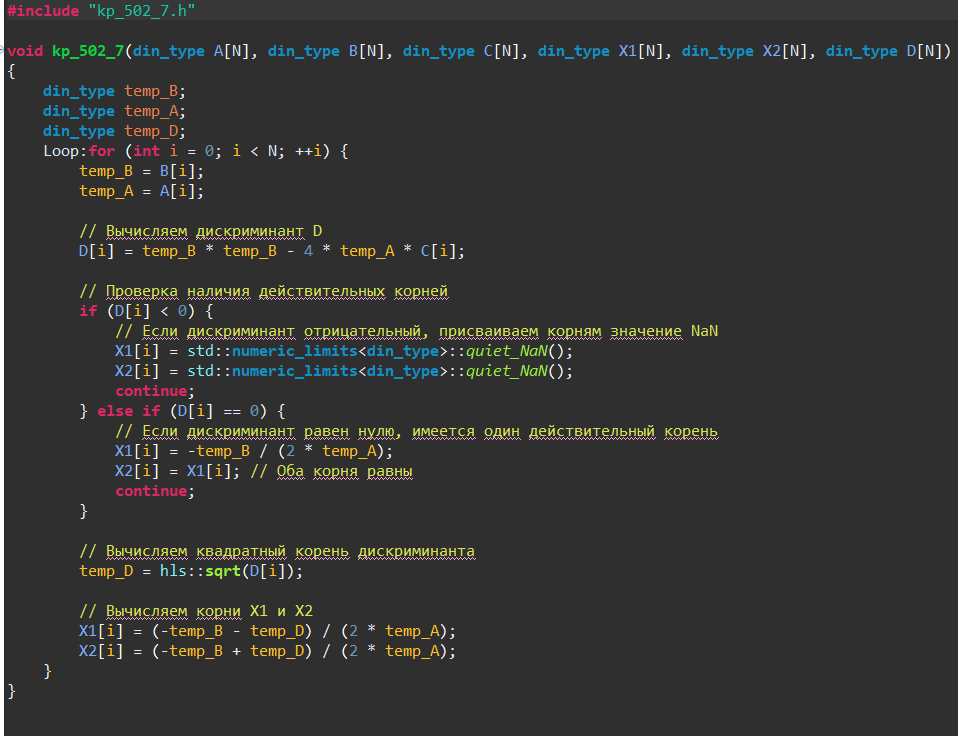 #include "kp_502_7.h"
void kp_502_7(din_type A[N], din_type B[N], din_type C[N], din_type X1[N], din_type X2[N], din_type D[N])
{
    din_type temp_B;
    din_type temp_A;
    din_type temp_D;
    Loop:for (int i = 0; i < N; ++i) {
        temp_B = B[i];
        temp_A = A[i];
        // Вычисляем дискриминант D
        D[i] = temp_B * temp_B - 4 * temp_A * C[i];
        // Проверка наличия действительных корней
        if (D[i] < 0) {
            // Если дискриминант отрицательный, присваиваем корням значение NaN
            X1[i] = std::numeric_limits<din_type>::quiet_NaN();
            X2[i] = std::numeric_limits<din_type>::quiet_NaN();
            continue;
        } else if (D[i] == 0) {
            // Если дискриминант равен нулю, имеется один действительный корень
            X1[i] = -temp_B / (2 * temp_A);
            X2[i] = X1[i]; // Оба корня равны
            continue;
        }
        // Вычисляем квадратный корень дискриминанта
        temp_D = hls::sqrt(D[i]);
        // Вычисляем корни X1 и X2
        X1[i] = (-temp_B - temp_D) / (2 * temp_A);
        X2[i] = (-temp_B + temp_D) / (2 * temp_A);
    }
}